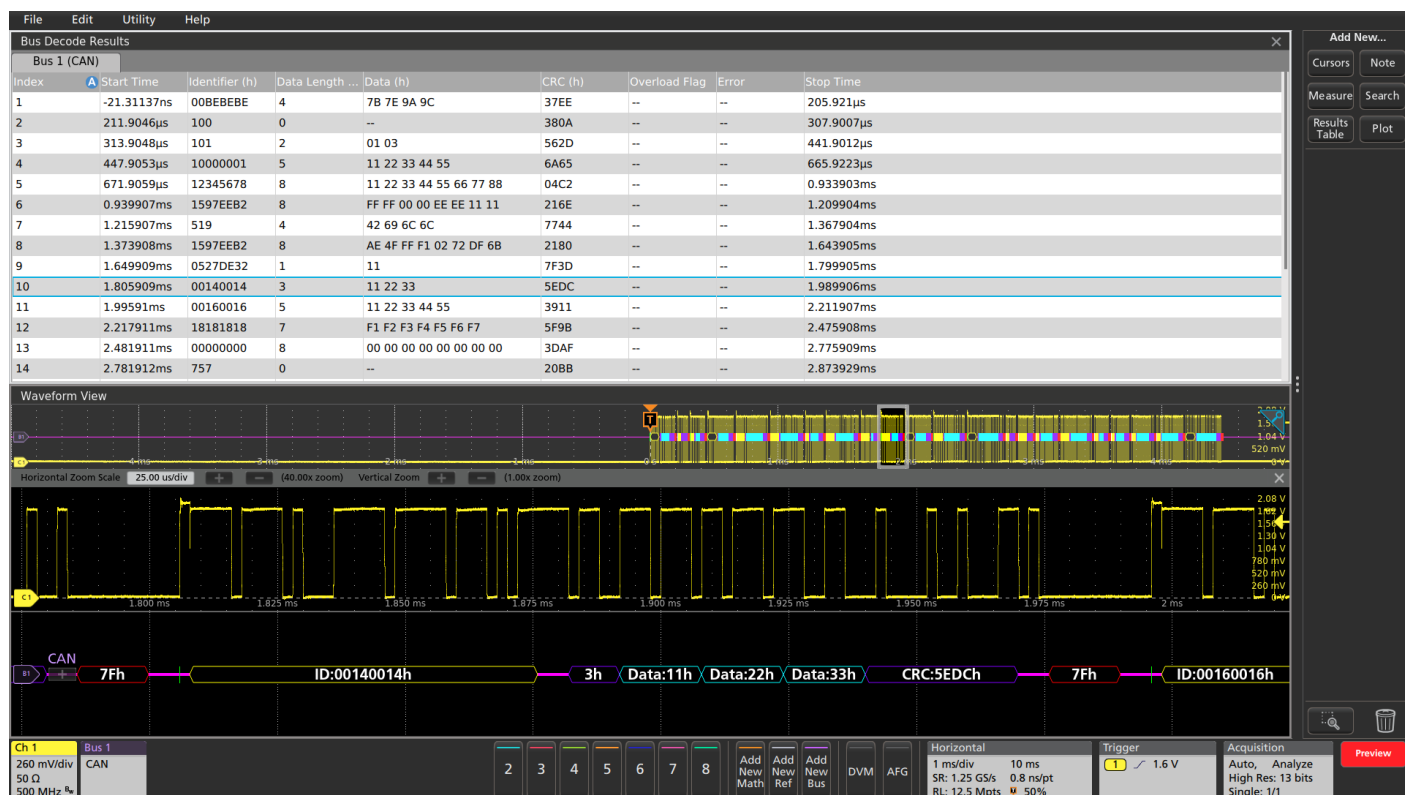 File Edit Utility Help
Bus Decode Results
Bus 1 (CAN)
Index A Start Time Identifier (h) Data Length ... Data (h) CRC (h) Overload Flag Error Stop Time
1 -21.31137ns 00BEBEBE 4 7B 7E 9A 9C 37EE -- -- 205.921µs
2 211.9046µs 100 0 -- 380A -- -- 307.9007µs
3 313.9048µs 101 2 01 03 562D -- -- 441.9012µs
4 447.9053µs 10000001 5 11 22 33 44 55 6A65 -- -- 665.9223µs
5 671.9059µs 12345678 8 11 22 33 44 55 66 77 88 04C2 -- -- 0.933903ms
6 0.939907ms 1597EEB2 8 FF FF 00 00 EE EE 11 11 216E -- -- 1.209904ms
7 1.215907ms 519 4 42 69 6C 6C 7744 -- -- 1.367904ms
8 1.373908ms 1597EEB2 8 AE 4F FF F1 02 72 DF 6B 2180 -- -- 1.643905ms
9 1.649909ms 0527DE32 1 11 7F3D -- -- 1.799905ms
10 1.805909ms 00140014 3 11 22 33 5EDC -- -- 1.989906ms
11 1.99591ms 00160016 5 11 22 33 44 55 3911 -- -- 2.211907ms
12 2.217911ms 18181818 7 F1 F2 F3 F4 F5 F6 F7 5F9B -- -- 2.475908ms
13 2.481911ms 00000000 8 00 00 00 00 00 00 00 00 3DAF -- -- 2.775909ms
14 2.781912ms 757 0 -- 20BB -- -- 2.873929ms
Add New...
Cursors Note
Measure Search
Results Table Plot
Waveform View
T
1.04 V
520 mV
0 V
B1
C1
Horizontal Zoom Scale 25.00 us/div + - (40.00x zoom) Vertical Zoom + - (1.00x zoom)
2.08 V
1.30 V
1.04 V
780 mV
520 mV
260 mV
C1
1.800 ms 1.825 ms 1.850 ms 1.875 ms 1.900 ms 1.925 ms 1.950 ms 1.975 ms 2 ms
CAN
B1 + 7Fh ID:00140014h 3h Data:11h Data:22h Data:33h CRC:5EDCh 7Fh ID:00160016h
Ch 1
260 mV/div
50 Ω
500 MHz
Bus 1
CAN
2 3 4 5 6 7 8
Add New Math
Add New Ref
Add New Bus
DVM AFG
Horizontal
1 ms/div 10 ms
SR: 1.25 GS/s 0.8 ns/pt
RL: 12.5 Mpts 50%
Trigger
1 1.6 V
Acquisition
Auto, Analyze
High Res: 13 bits
Single: 1/1
Preview